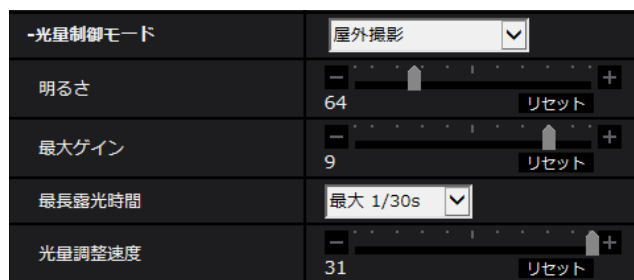 -光量制御モード
屋外撮影
明るさ
64
リセット
最大ゲイン
9
リセット
最長露光時間
最大 1/30s
光量調整速度
31
リセット